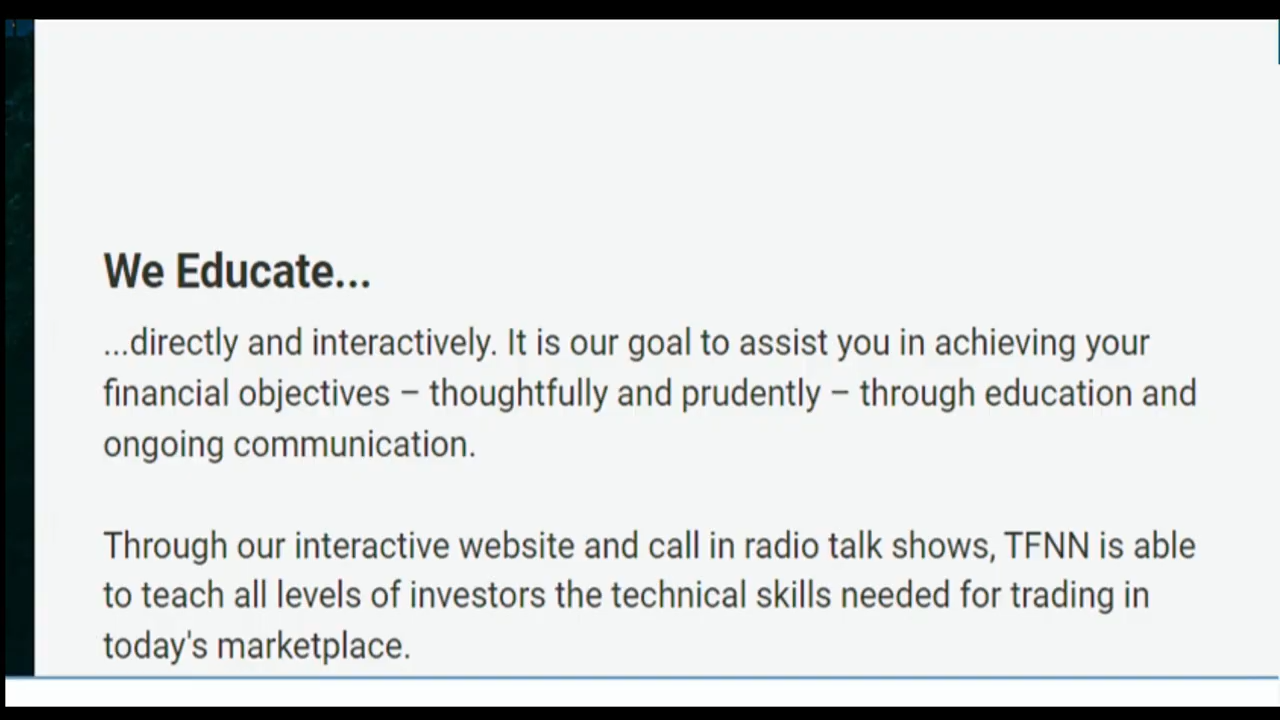 We Educate...
...directly and interactively. It is our goal to assist you in achieving your
financial objectives – thoughtfully and prudently – through education and
ongoing communication.
Through our interactive website and call in radio talk shows, TFNN is able
to teach all levels of investors the technical skills needed for trading in
today's marketplace.